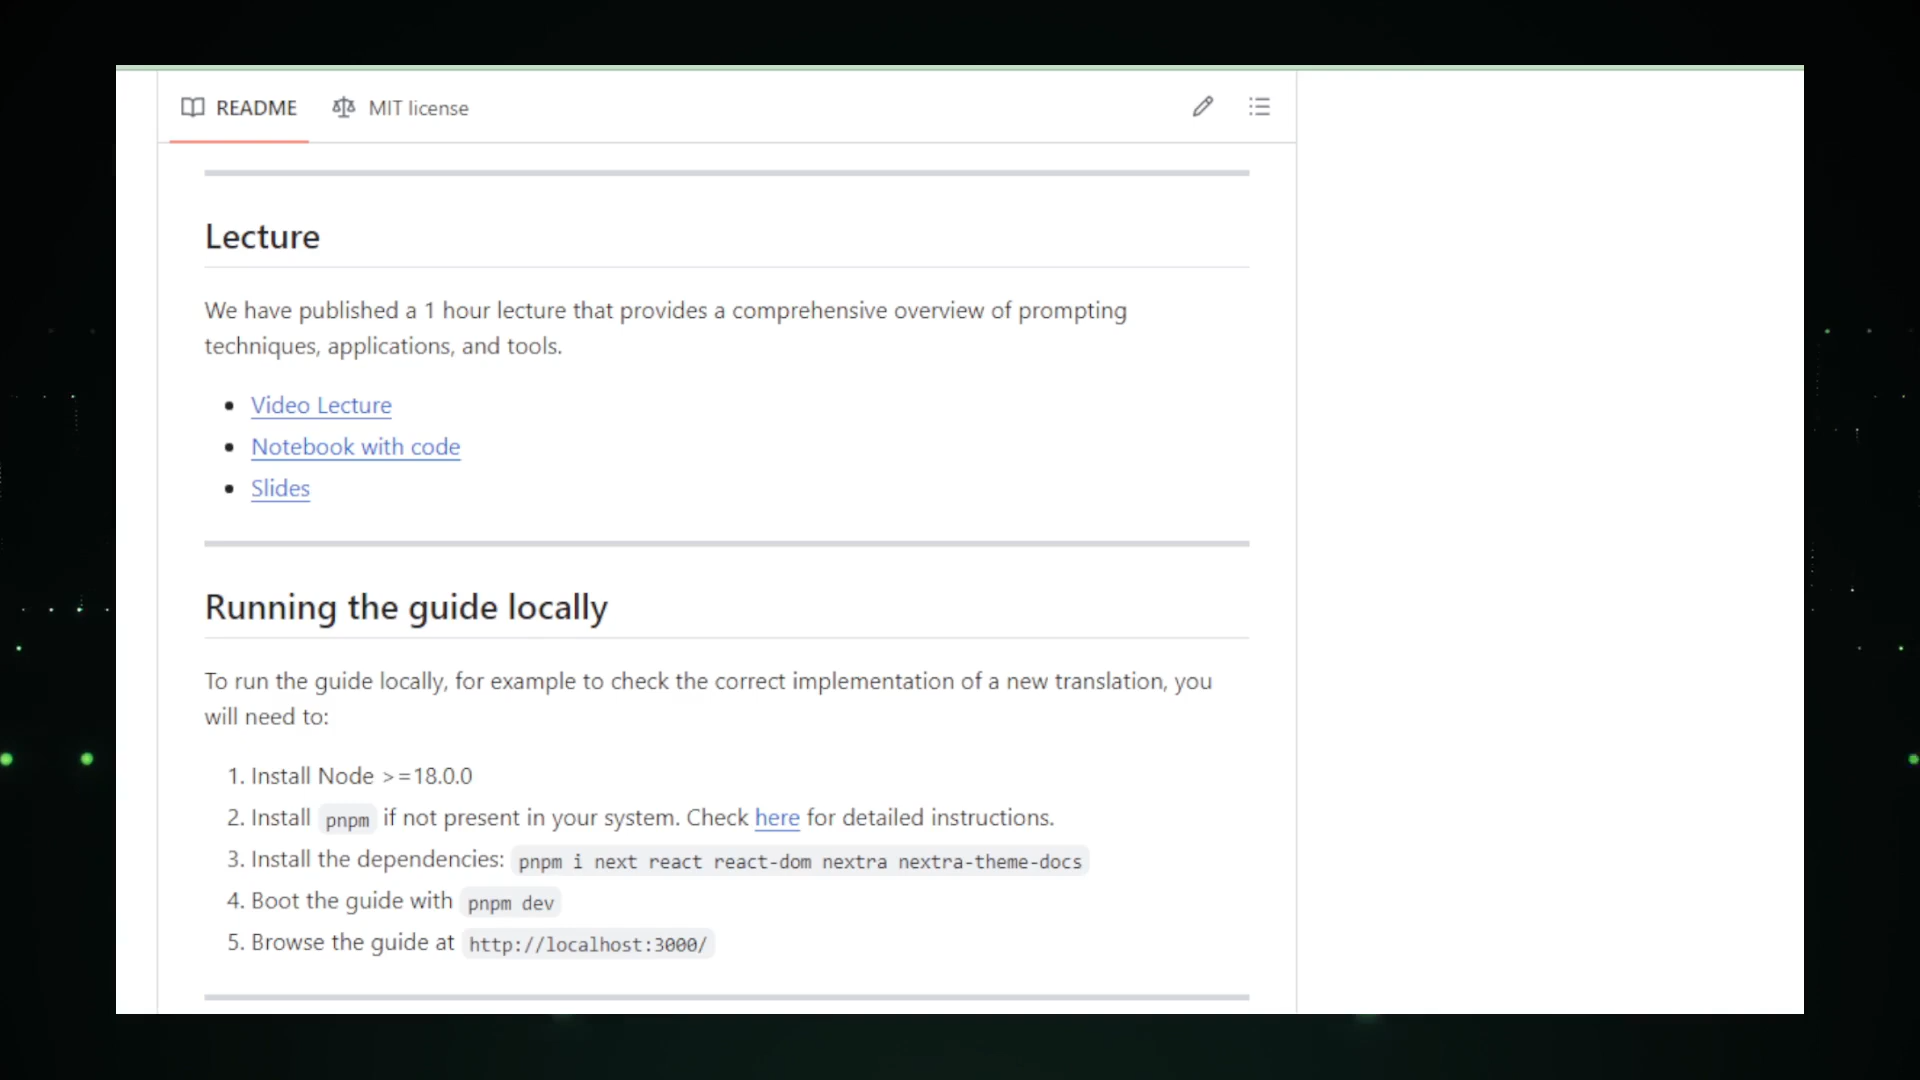 README MIT license
Lecture
We have published a 1 hour lecture that provides a comprehensive overview of prompting
techniques, applications, and tools.
• Video Lecture
• Notebook with code
• Slides
Running the guide locally
To run the guide locally, for example to check the correct implementation of a new translation, you
will need to:
1. Install Node >=18.0.0
2. Install pnpm if not present in your system. Check here for detailed instructions.
3. Install the dependencies: pnpm i next react react-dom nextra nextra-theme-docs
4. Boot the guide with pnpm dev
5. Browse the guide at http://localhost:3000/